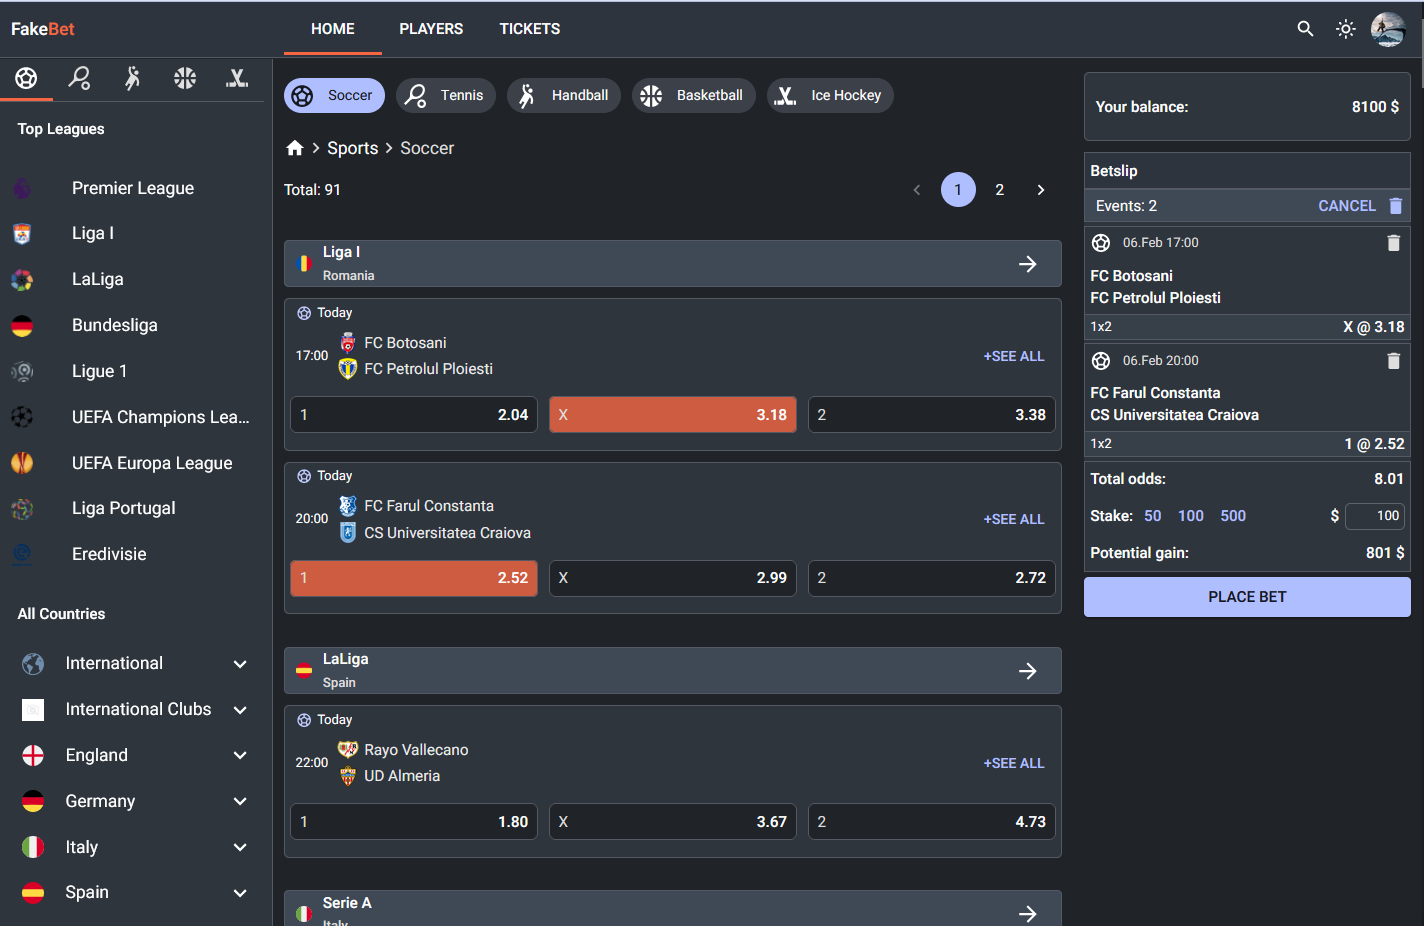 FakeBet
HOME PLAYERS TICKETS
Top Leagues
Premier League
Liga I
LaLiga
Bundesliga
Ligue 1
UEFA Champions Lea...
UEFA Europa League
Liga Portugal
Eredivisie
All Countries
International
International Clubs
England
Germany
Italy
Spain
Soccer Tennis Handball Basketball Ice Hockey
Sports > Soccer
Total: 91
< 1 2 >
Liga I
Romania
Today
17:00
FC Botosani
FC Petrolul Ploiesti
+SEE ALL
1 2.04 X 3.18 2 3.38
Today
20:00
FC Farul Constanta
CS Universitatea Craiova
+SEE ALL
1 2.52 X 2.99 2 2.72
LaLiga
Spain
Today
22:00
Rayo Vallecano
UD Almeria
+SEE ALL
1 1.80 X 3.67 2 4.73
Serie A
Italy
Your balance: 8100 $
Betslip
Events: 2 CANCEL
06.Feb 17:00
FC Botosani
FC Petrolul Ploiesti
1x2 X @ 3.18
06.Feb 20:00
FC Farul Constanta
CS Universitatea Craiova
1x2 1 @ 2.52
Total odds: 8.01
Stake: 50 100 500 $ 100
Potential gain: 801 $
PLACE BET